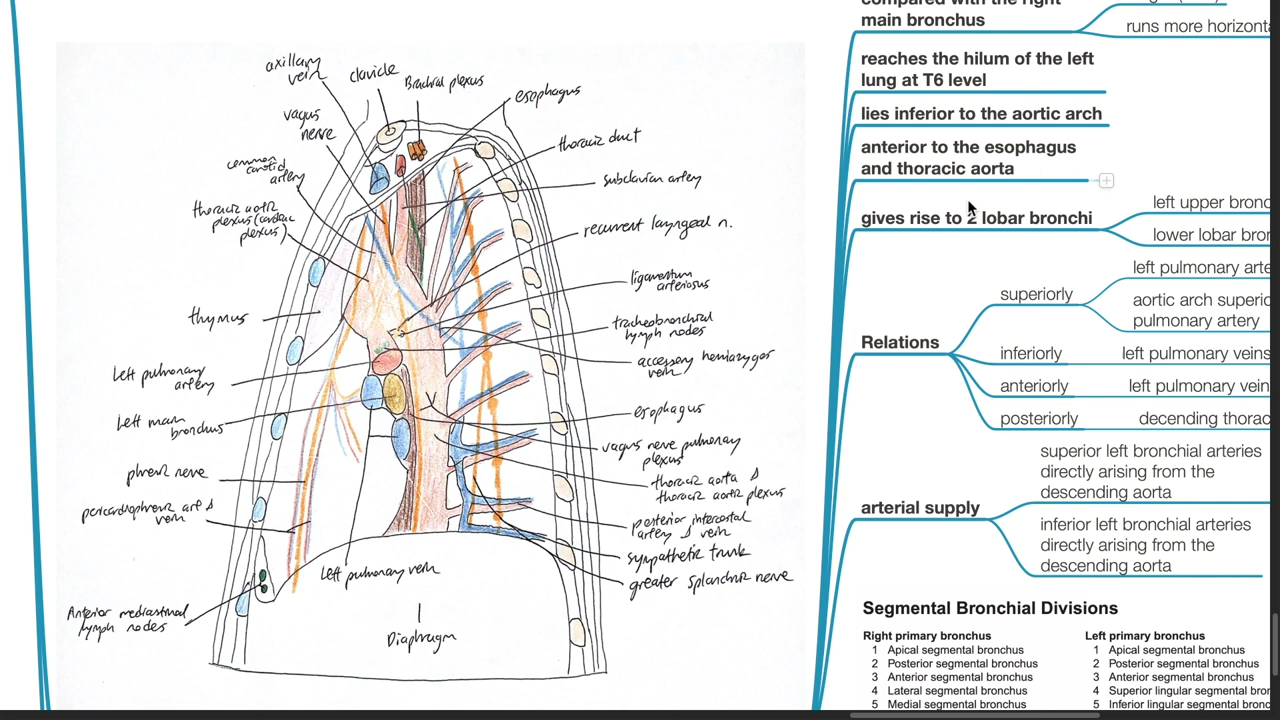 axillary
vein
clavicle
Brachial plexus
esophagus
vagus
nerve
thoracic duct
common
carotid
artery
subclavian artery
thoracic aortic
plexus (cardiac
plexus)
recurrent laryngeal n.
ligamentum
arteriosus
thymus
tracheobronchial
lymph nodes
accessory hemiazygos
vein
Left pulmonary
artery
Left main
bronchus
esophagus
vagus nerve pulmonary
plexus
phrenic nerve
thoracic aorta &
thoracic aortic plexus
pericardiophrenic art &
vein
posterior intercostal
artery & vein
sympathetic trunk
greater splanchnic nerve
Left pulmonary vein
Anterior mediastinal
lymph nodes
Diaphragm
compared with the right
main bronchus
runs more horizont
reaches the hilum of the left
lung at T6 level
lies inferior to the aortic arch
anterior to the esophagus
and thoracic aorta
gives rise to 2 lobar bronchi
left upper bronc
lower lobar bron
Relations
superiorly
left pulmonary arte
aortic arch superic
pulmonary artery
inferiorly
left pulmonary veins
anteriorly
left pulmonary vein
posteriorly
decending thorac
arterial supply
superior left bronchial arteries
directly arising from the
descending aorta
inferior left bronchial arteries
directly arising from the
descending aorta
Segmental Bronchial Divisions
Right primary bronchus
1 Apical segmental bronchus
2 Posterior segmental bronchus
3 Anterior segmental bronchus
4 Lateral segmental bronchus
5 Medial segmental bronchus
Left primary bronchus
1 Apical segmental bronchus
2 Posterior segmental bronchus
3 Anterior segmental bronchus
4 Superior lingular segmental bror
5 Inferior lingular segmental bronc